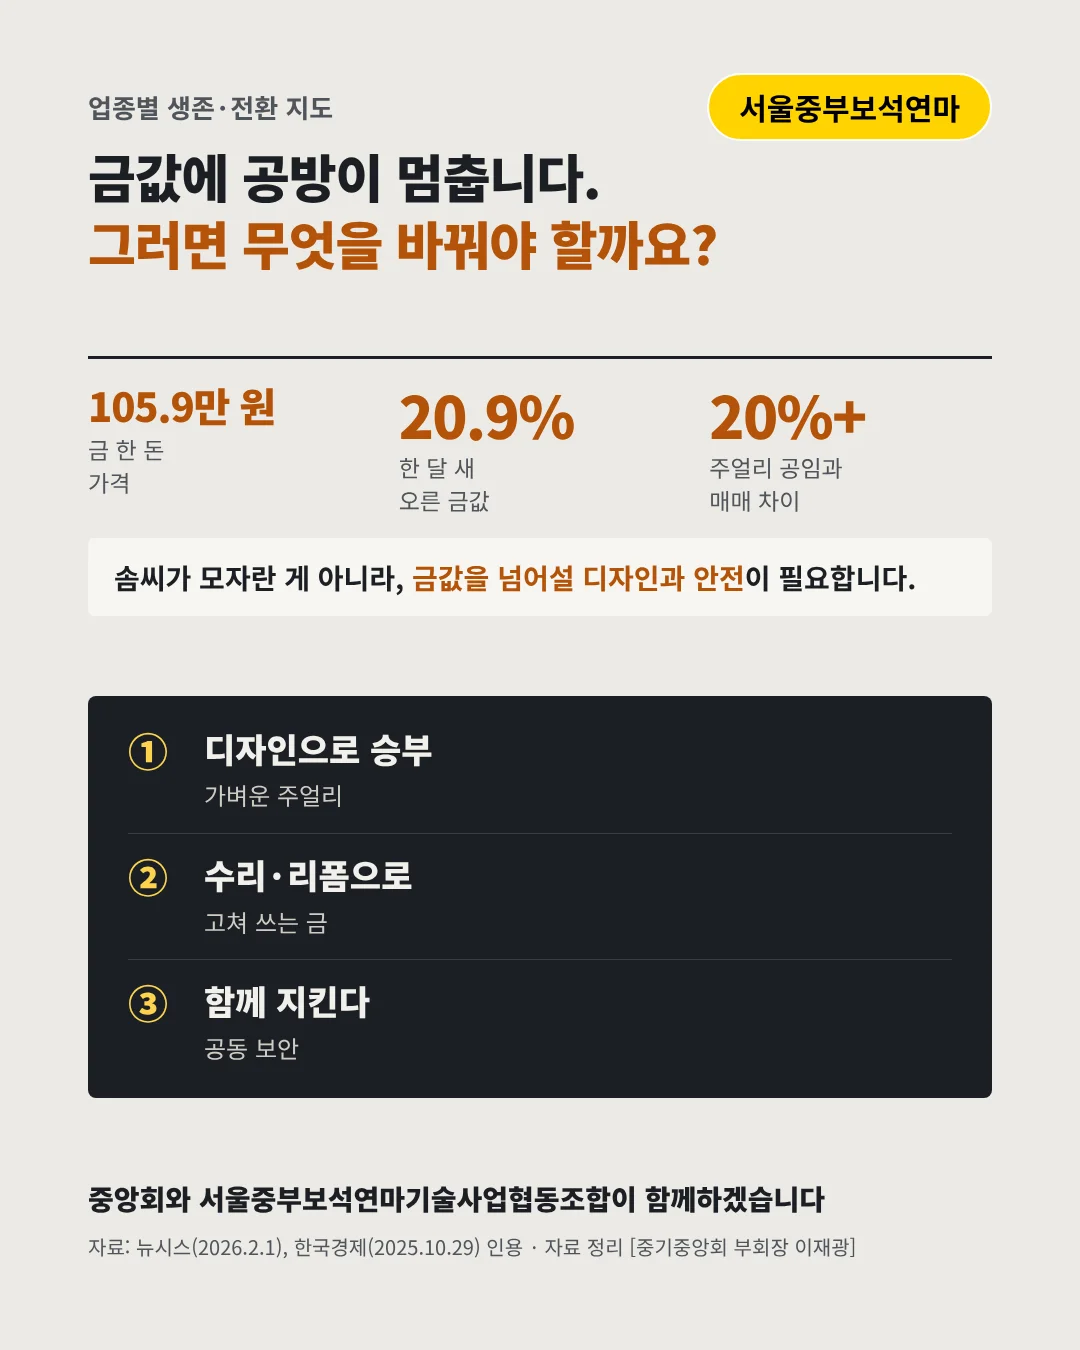 업종별 생존·전환 지도
서울중부보석연마
금값에 공방이 멈춥니다.
그러면 무엇을 바꿔야 할까요?
105.9만 원
금 한 돈
가격
20.9%
한 달 새
오른 금값
20%+
주얼리 공임과
매매 차이
솜씨가 모자란 게 아니라, 금값을 넘어설 디자인과 안전이 필요합니다.
① 디자인으로 승부
가벼운 주얼리
② 수리·리폼으로
고쳐 쓰는 금
③ 함께 지킨다
공동 보안
중앙회와 서울중부보석연마기술사업협동조합이 함께하겠습니다
자료: 뉴시스(2026.2.1), 한국경제(2025.10.29) 인용 · 자료 정리 [중기중앙회 부회장 이재광]